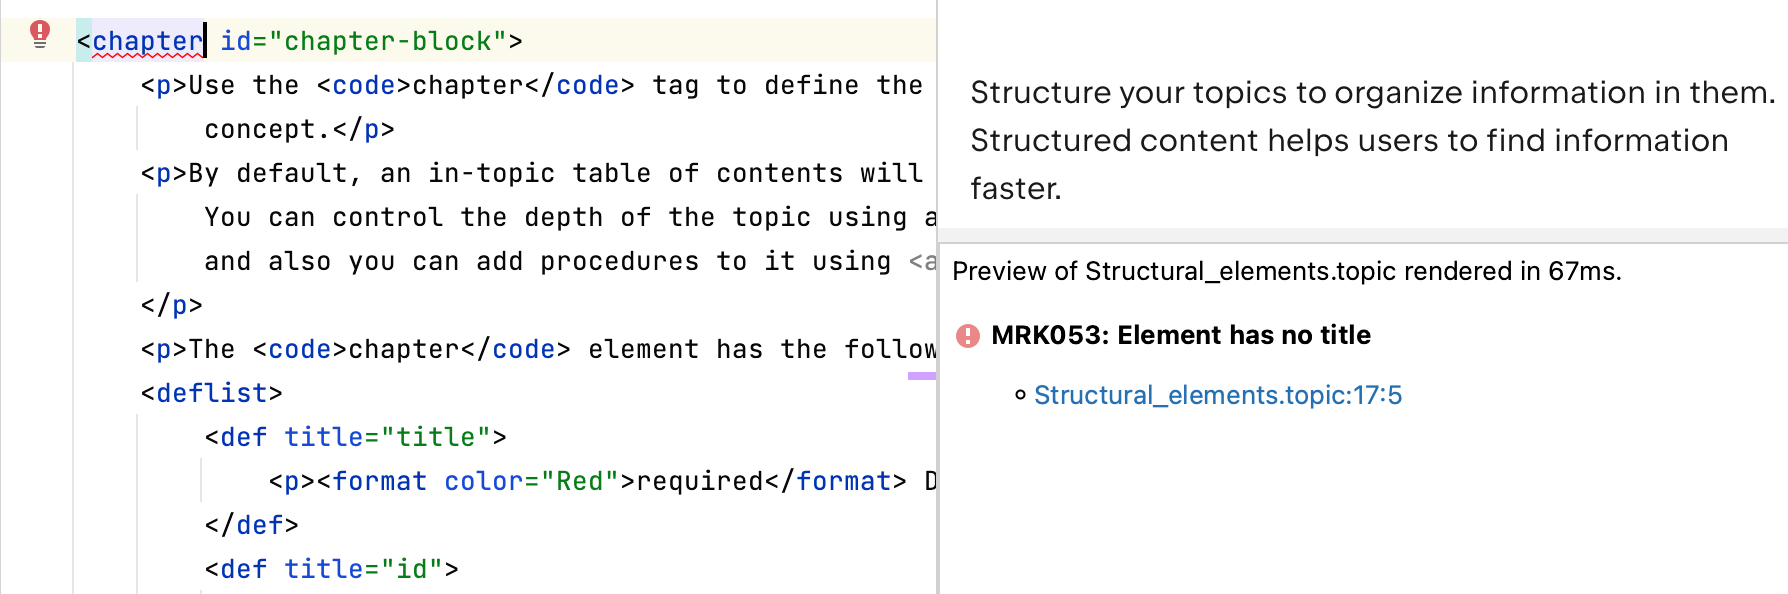 <chapter id="chapter-block">
<p>Use the <code>chapter</code> tag to define the
concept.</p>
<p>By default, an in-topic table of contents will
You can control the depth of the topic using a
and also you can add procedures to it using <a
</p>
<p>The <code>chapter</code> element has the follow
<deflist>
<def title="title">
<p><format color="Red">required</format> D
</def>
<def title="id">
Structure your topics to organize information in them.
Structured content helps users to find information
faster.
Preview of Structural_elements.topic rendered in 67ms.
MRK053: Element has no title
Structural_elements.topic:17:5